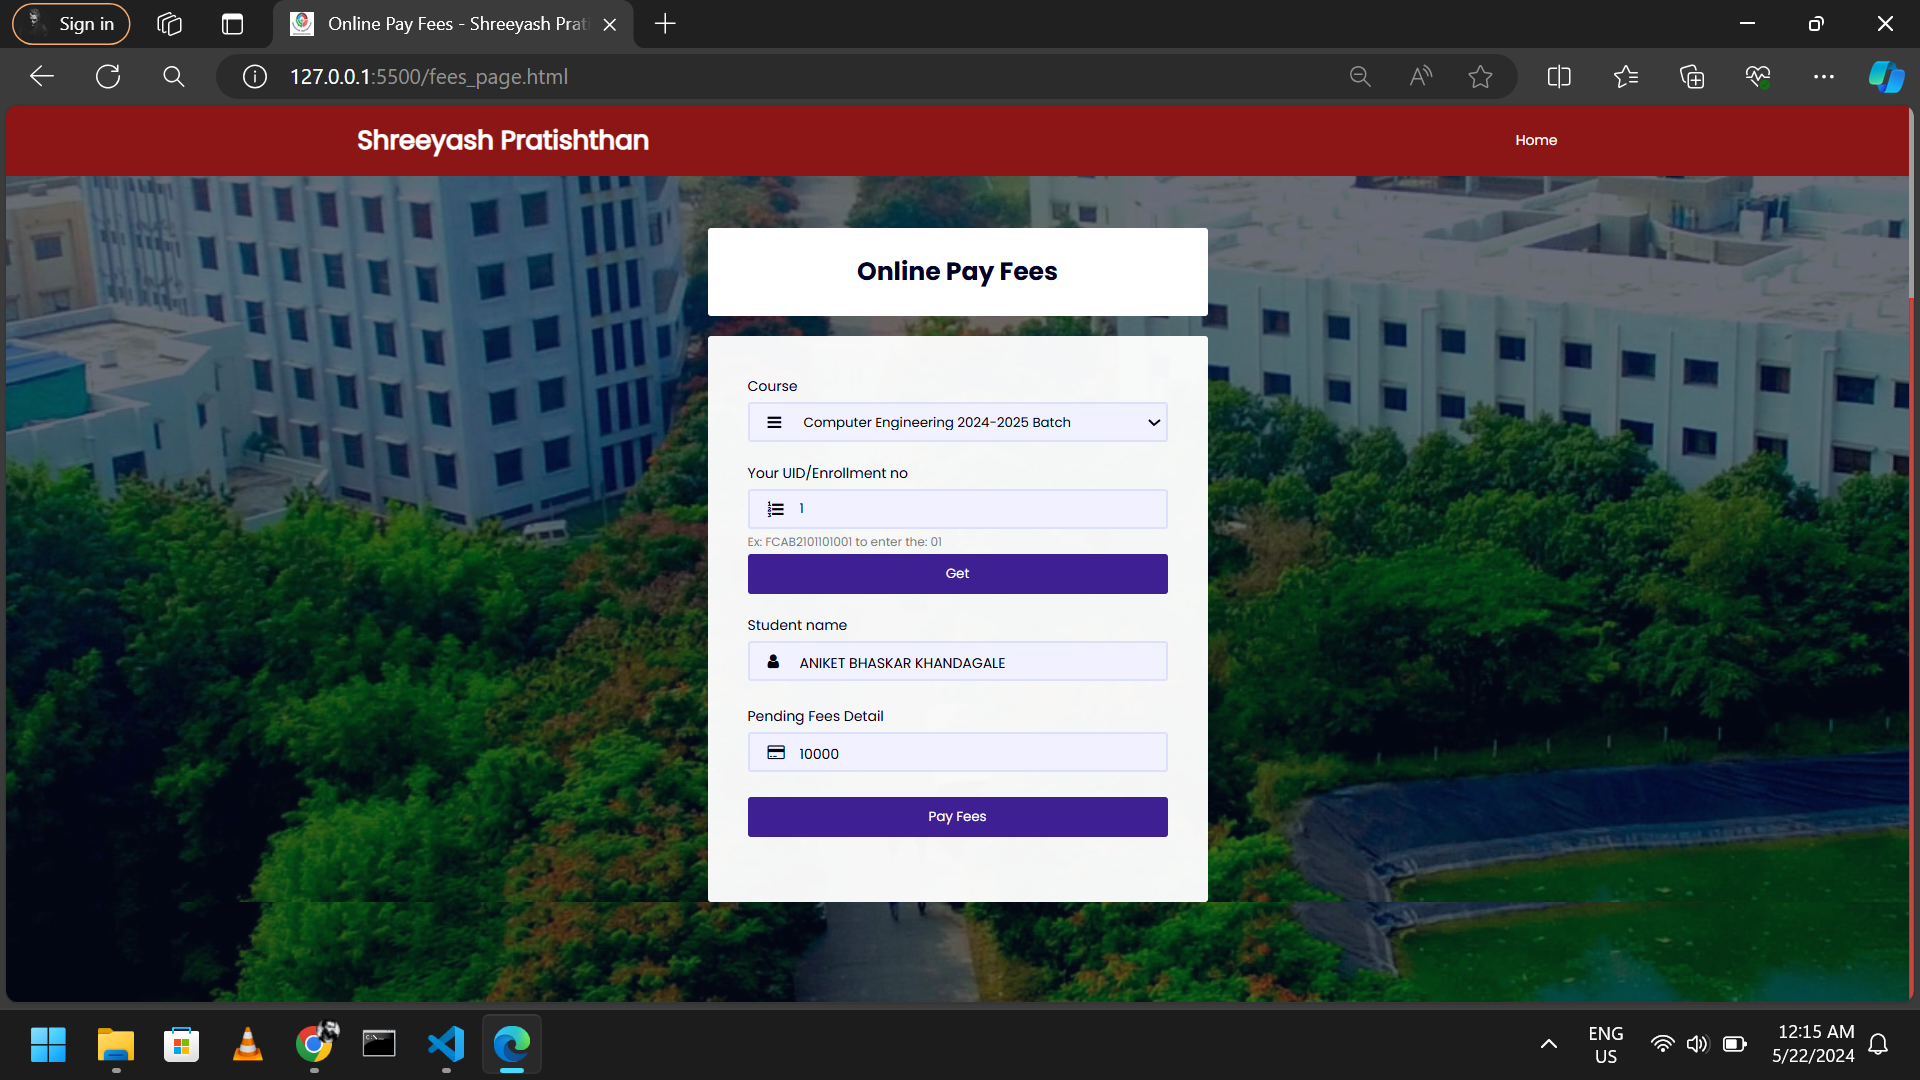 Sign in
Online Pay Fees - Shreeyash Prati
127.0.0.1:5500/fees_page.html
Shreeyash Pratishthan
Home
Online Pay Fees
Course
Computer Engineering 2024-2025 Batch
Your UID/Enrollment no
1
Ex: FCAB2101101001 to enter the: 01
Get
Student name
ANIKET BHASKAR KHANDAGALE
Pending Fees Detail
10000
Pay Fees
ENG
US
12:15 AM
5/22/2024